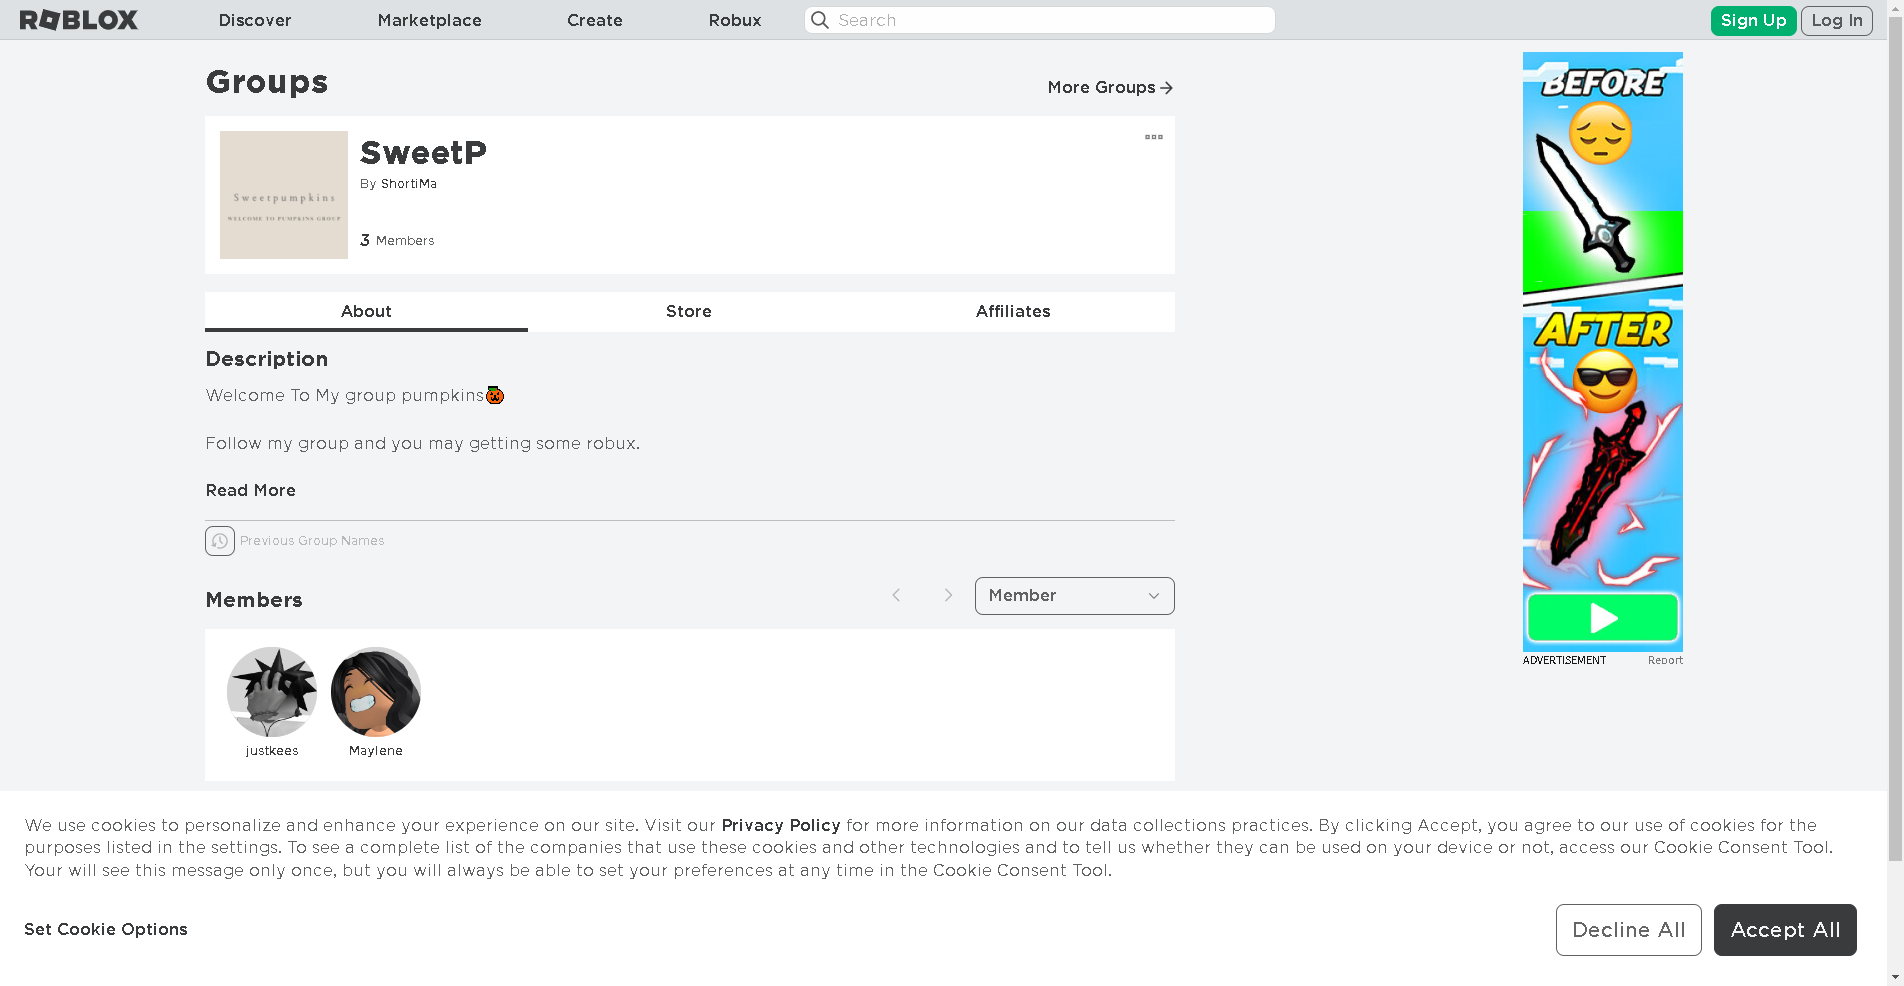 ROBLOX
Discover
Marketplace
Create
Robux
Search
Sign Up
Log In
Groups
More Groups
Sweetpumpkins
WELCOME TO PUMPKINS GROUP
SweetP
By ShortiMa
3 Members
About
Store
Affiliates
Description
Welcome To My group pumpkins
Follow my group and you may getting some robux.
Read More
Previous Group Names
Members
Member
justkees
Maylene
BEFORE
AFTER
ADVERTISEMENT
Report
We use cookies to personalize and enhance your experience on our site. Visit our Privacy Policy for more information on our data collections practices. By clicking Accept, you agree to our use of cookies for the
purposes listed in the settings. To see a complete list of the companies that use these cookies and other technologies and to tell us whether they can be used on your device or not, access our Cookie Consent Tool.
Your will see this message only once, but you will always be able to set your preferences at any time in the Cookie Consent Tool.
Set Cookie Options
Decline All
Accept All